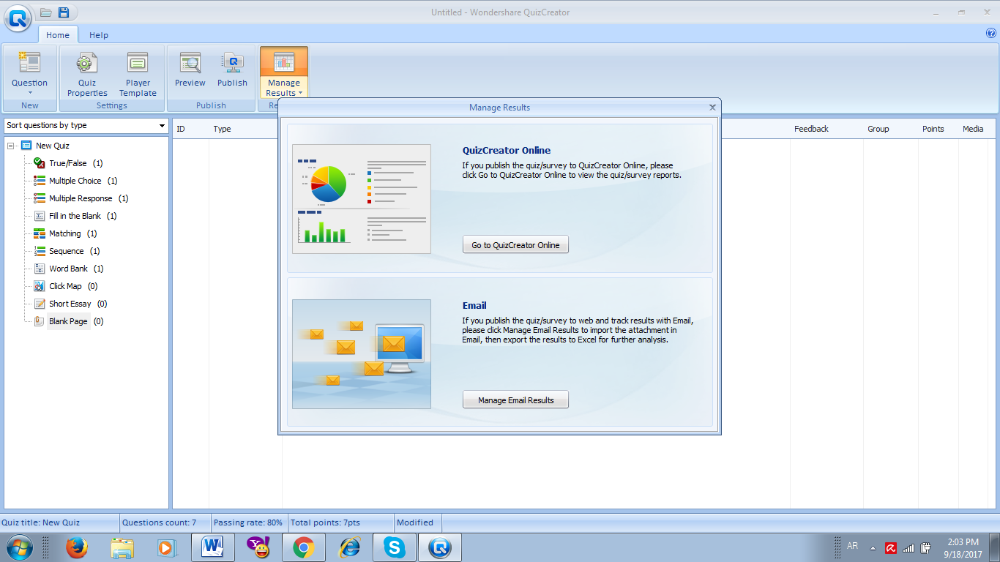 Untitled - Wondershare QuizCreator
Home Help
Question
Quiz Properties
Player Template
Preview
Publish
Manage Results
New
Settings
Publish
Re
Sort questions by type
New Quiz
True/False (1)
Multiple Choice (1)
Multiple Response (1)
Fill in the Blank (1)
Matching (1)
Sequence (1)
Word Bank (1)
Click Map (0)
Short Essay (0)
Blank Page (0)
ID Type Feedback Group Points Media
Manage Results
QuizCreator Online
If you publish the quiz/survey to QuizCreator Online, please
click Go to QuizCreator Online to view the quiz/survey reports.
Go to QuizCreator Online
Email
If you publish the quiz/survey to web and track results with Email,
please click Manage Email Results to import the attachment in
Email, then export the results to Excel for further analysis.
Manage Email Results
Quiz title: New Quiz Questions count: 7 Passing rate: 80% Total points: 7pts Modified
AR
2:03 PM
9/18/2017